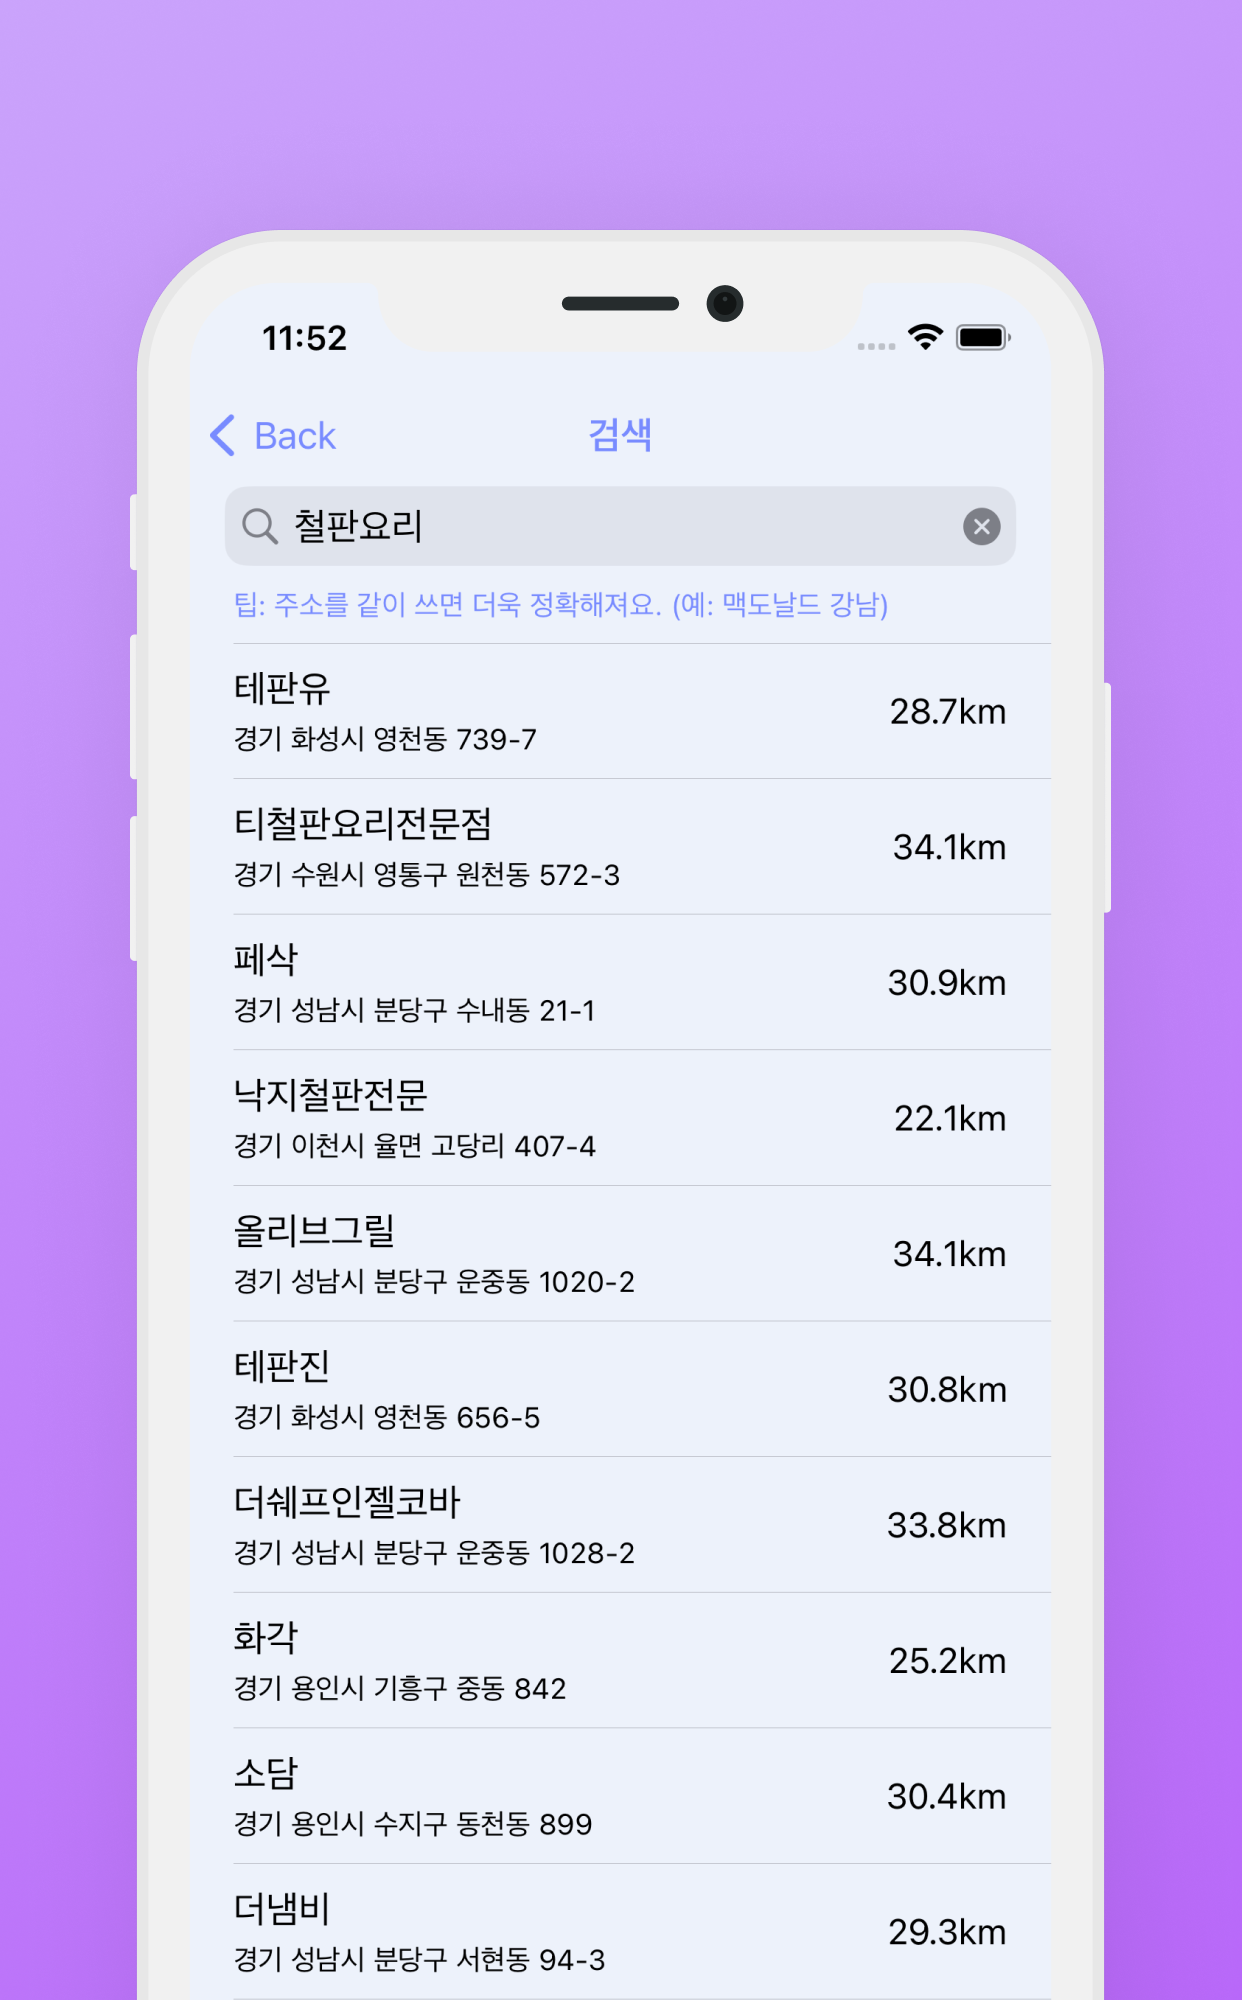 11:52
Back
검색
철판요리
팁: 주소를 같이 쓰면 더욱 정확해져요. (예: 맥도날드 강남)
테판유
28.7km
경기 화성시 영천동 739-7
티철판요리전문점
34.1km
경기 수원시 영통구 원천동 572-3
페삭
30.9km
경기 성남시 분당구 수내동 21-1
낙지철판전문
22.1km
경기 이천시 율면 고당리 407-4
올리브그릴
34.1km
경기 성남시 분당구 운중동 1020-2
테판진
30.8km
경기 화성시 영천동 656-5
더쉐프인젤코바
33.8km
경기 성남시 분당구 운중동 1028-2
화각
25.2km
경기 용인시 기흥구 중동 842
소담
30.4km
경기 용인시 수지구 동천동 899
더냄비
29.3km
경기 성남시 분당구 서현동 94-3